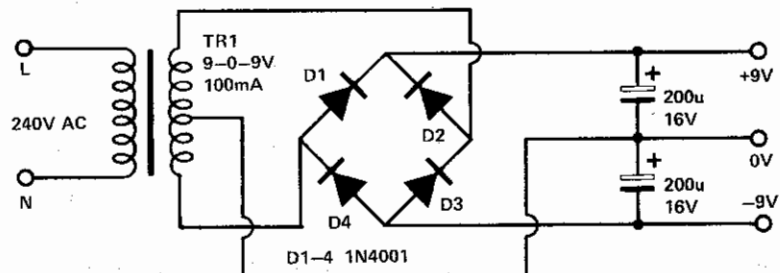 L
240V AC
N
TR1
9–0–9V
100mA
D1
D2
D3
D4
D1–4 1N4001
+
200u
16V
+
200u
16V
+9V
0V
–9V